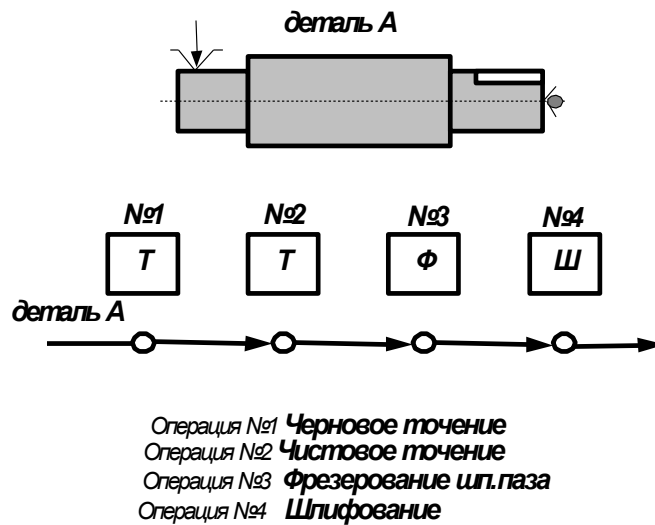 деталь А
№1 №2 №3 №4
Т Т Ф Ш
деталь А
Операция №1 Черновое точение
Операция №2 Чистовое точение
Операция №3 Фрезерование шп.паза
Операция №4 Шлифование